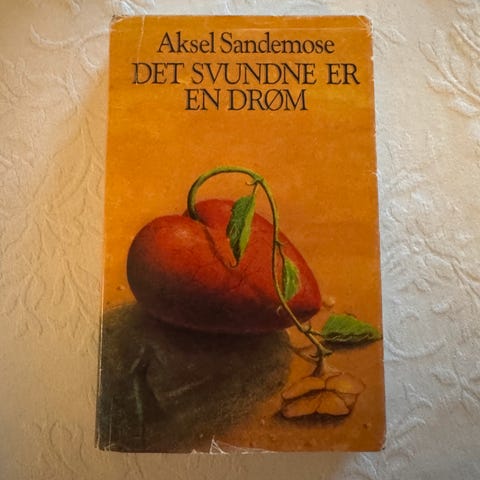 Aksel Sandemose
DET SVUNDNE ER
EN DRØM